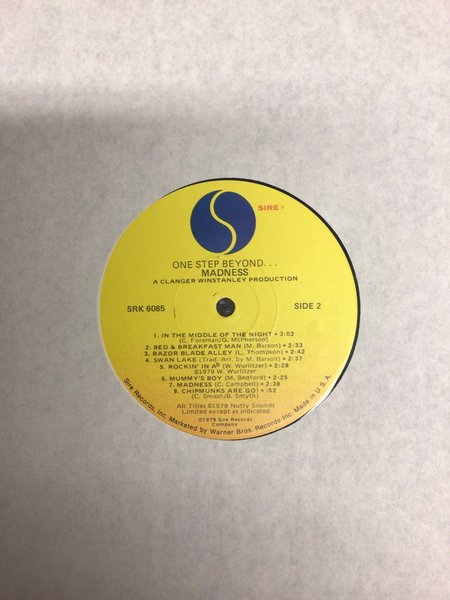 SIRE
ONE STEP BEYOND...
MADNESS
A CLANGER WINSTANLEY PRODUCTION
SRK 6085
SIDE 2
1. IN THE MIDDLE OF THE NIGHT • 3:02
(C. Foreman/G. McPherson)
2. BED & BREAKFAST MAN (M. Barson) • 2:33
3. RAZOR BLADE ALLEY (L. Thompson) • 2:42
4. SWAN LAKE (Trad. Arr. by M. Barson) • 2:37
5. ROCKIN' IN Ab (W. Wurlitzer) • 2:28
©1979 W. Wurlitzer
6. MUMMY'S BOY (M. Bedford) • 2:25
7. MADNESS (C. Campbell) • 2:38
8. CHIPMUNKS ARE GO! • :52
(C. Smash/B. Smyth)
All Titles ©1979 Nutty Sounds
Limited except as indicated
℗1979 Sire Records
Company
Sire Records Inc. Marketed by Warner Bros. Records Inc. Made in U.S.A.